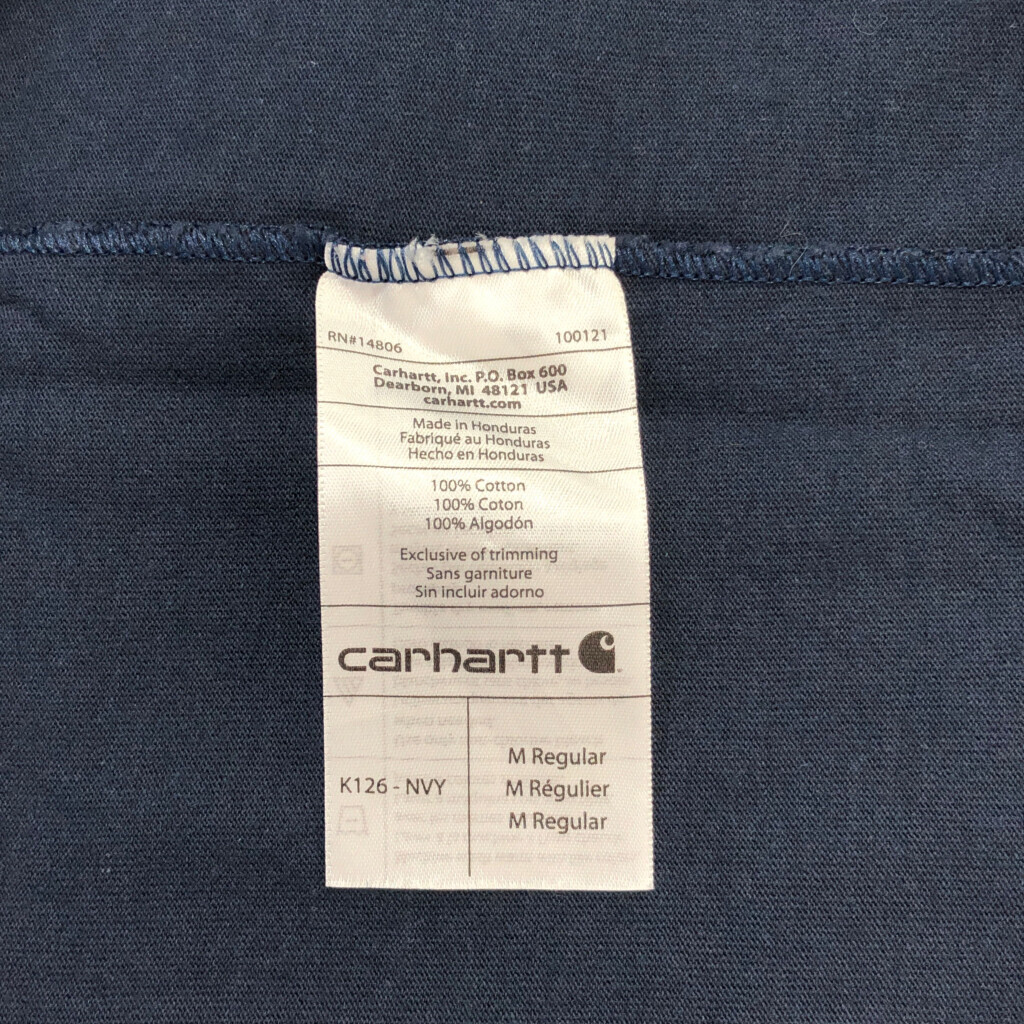 RN#14806 100121
Carhartt, Inc. P.O. Box 600
Dearborn, MI 48121 USA
carhartt.com
Made in Honduras
Fabriqué au Honduras
Hecho en Honduras
100% Cotton
100% Coton
100% Algodón
Exclusive of trimming
Sans garniture
Sin incluir adorno
carhartt
K126 - NVY
M Regular
M Régulier
M Regular